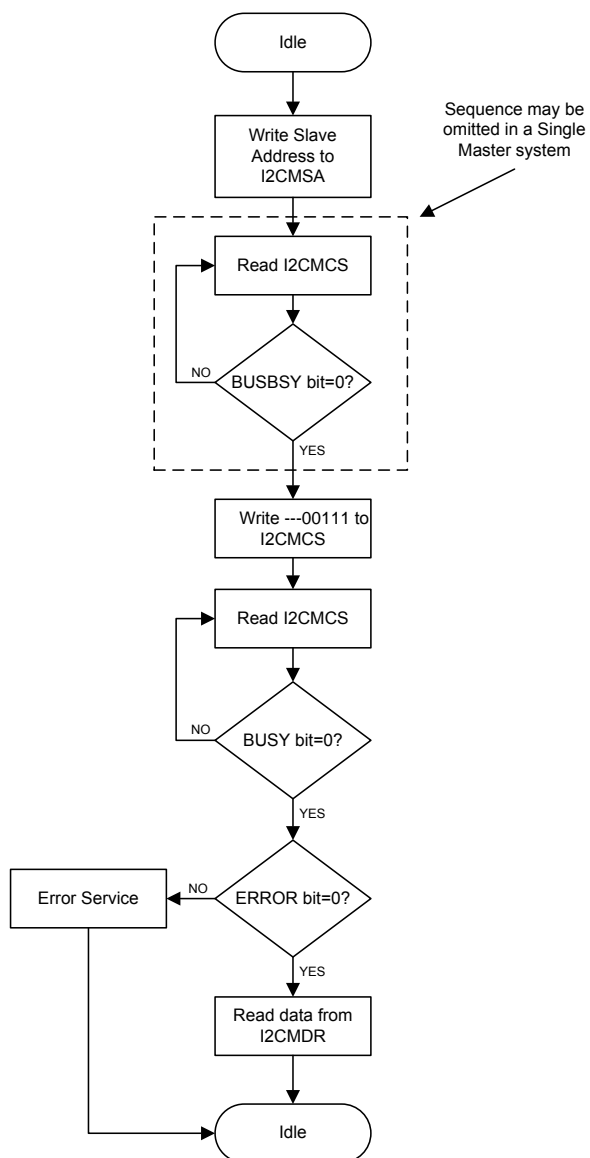 Idle
Sequence may be
omitted in a Single
Master system
Write Slave
Address to
I2CMSA
Read I2CMCS
NO
BUSBSY bit=0?
YES
Write ---00111 to
I2CMCS
Read I2CMCS
NO
BUSY bit=0?
YES
Error Service
NO
ERROR bit=0?
YES
Read data from
I2CMDR
Idle